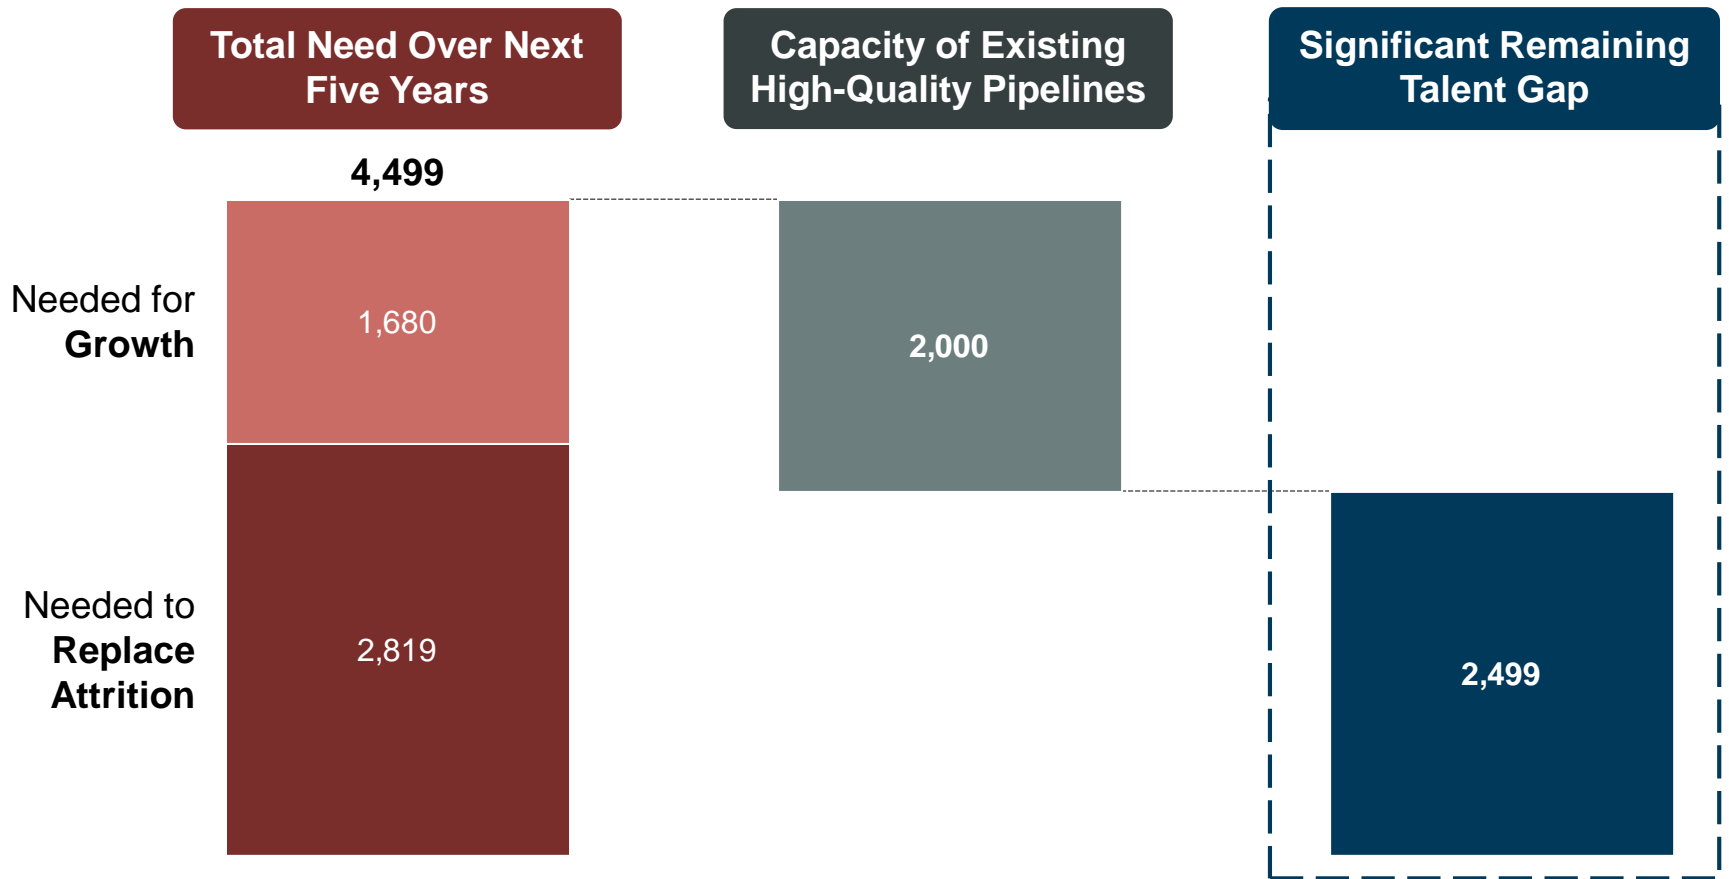 Total Need Over Next
Five Years
Capacity of Existing
High-Quality Pipelines
Significant Remaining
Talent Gap
4,499
Needed for
Growth
1,680
2,000
Needed to
Replace
Attrition
2,819
2,499